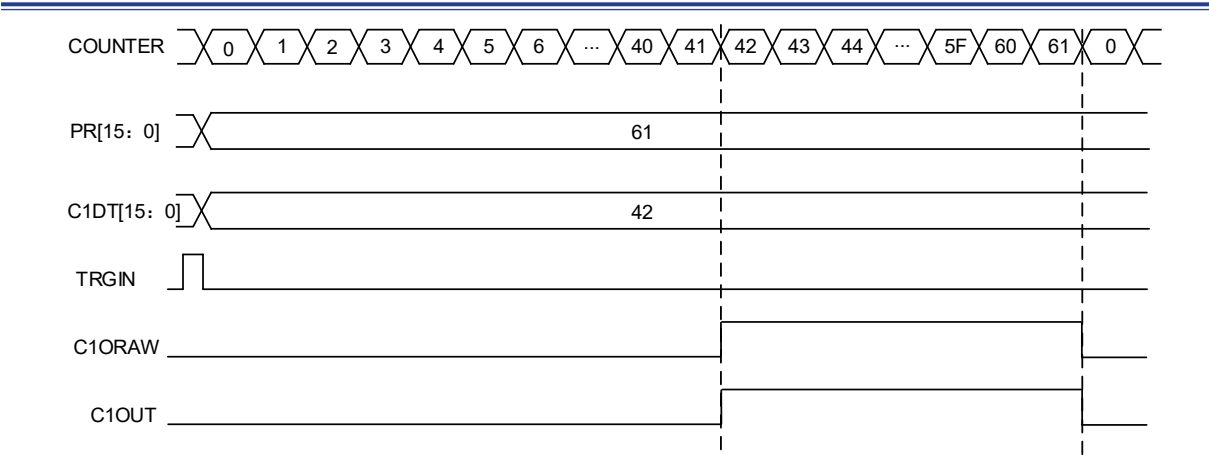 COUNTER 0 1 2 3 4 5 6 ... 40 41 42 43 44 ... 5F 60 61 0
PR[15：0] 61
C1DT[15：0] 42
TRGIN
C1ORAW
C1OUT